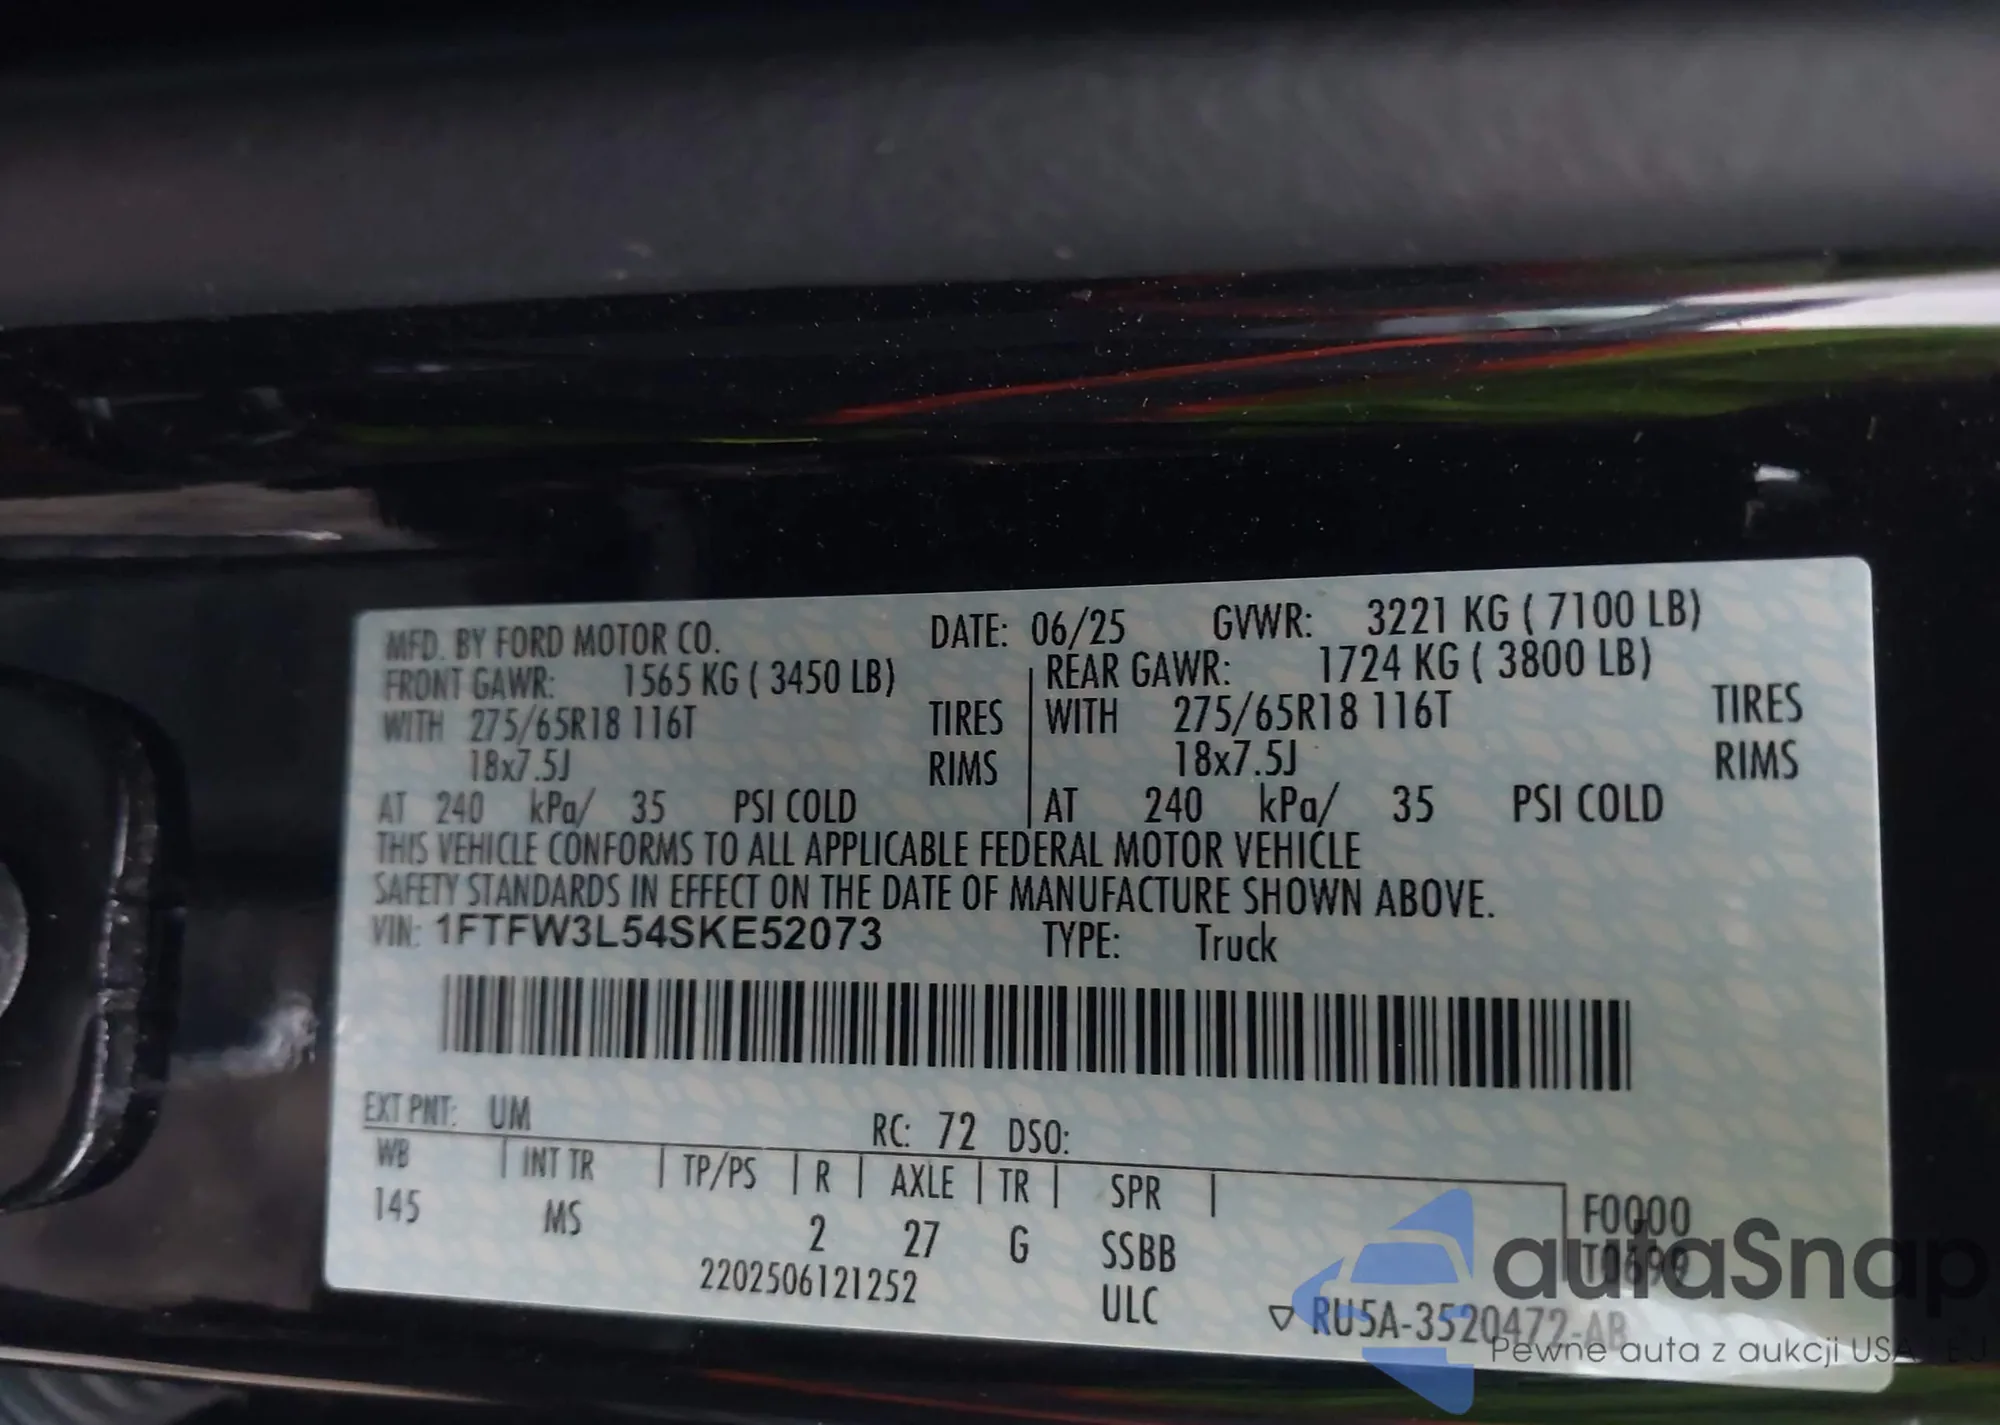 MFD. BY FORD MOTOR CO. DATE: 06/25 GVWR: 3221 KG ( 7100 LB)
FRONT GAWR: 1565 KG ( 3450 LB) REAR GAWR: 1724 KG ( 3800 LB)
WITH 275/65R18 116T TIRES WITH 275/65R18 116T TIRES
18x7.5J RIMS 18x7.5J RIMS
AT 240 kPa/ 35 PSI COLD AT 240 kPa/ 35 PSI COLD
THIS VEHICLE CONFORMS TO ALL APPLICABLE FEDERAL MOTOR VEHICLE
SAFETY STANDARDS IN EFFECT ON THE DATE OF MANUFACTURE SHOWN ABOVE.
VIN: 1FTFW3L54SKE52073 TYPE: Truck
EXT PNT: UM RC: 72 DSO:
WB INT TR TP/PS R AXLE TR SPR F0000
145 MS 2 27 G SSBB T0699
2202506121252 ULC ▽ RU5A-3520472-AB
autaSnap
Pewne auta z aukcji USA